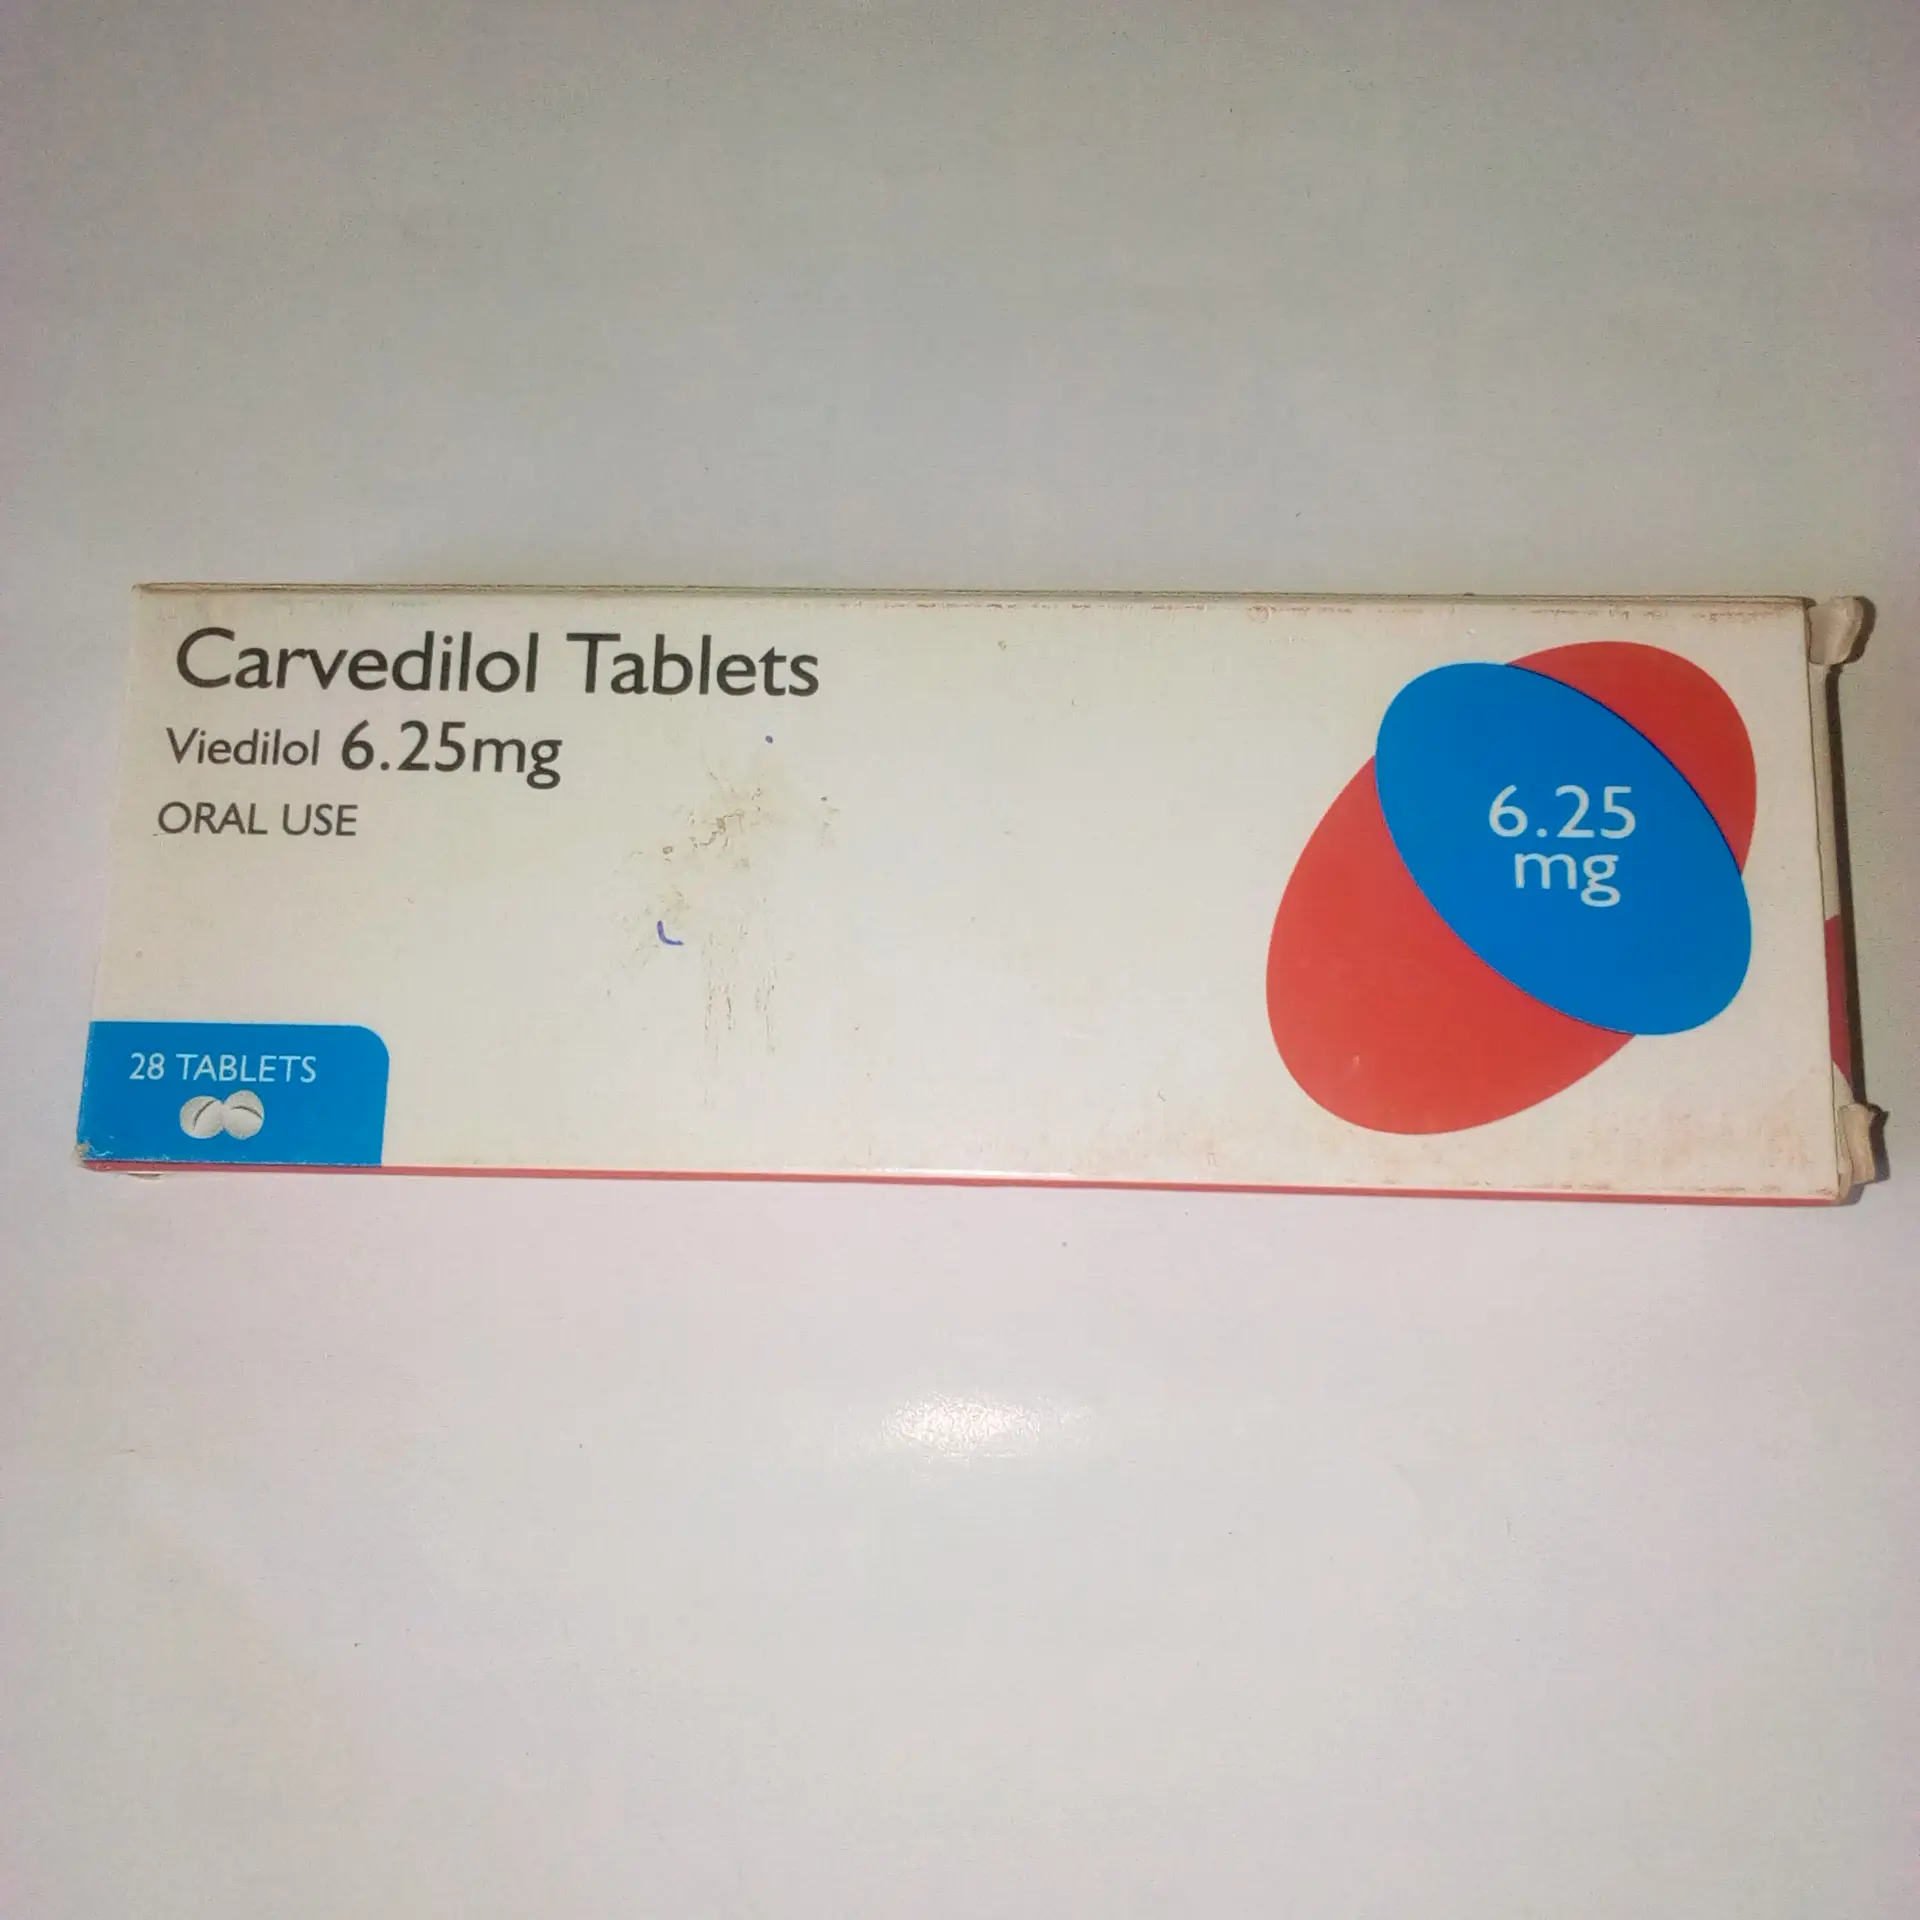 Carvedilol Tablets
Viedilol 6.25mg
ORAL USE
6.25
mg
28 TABLETS